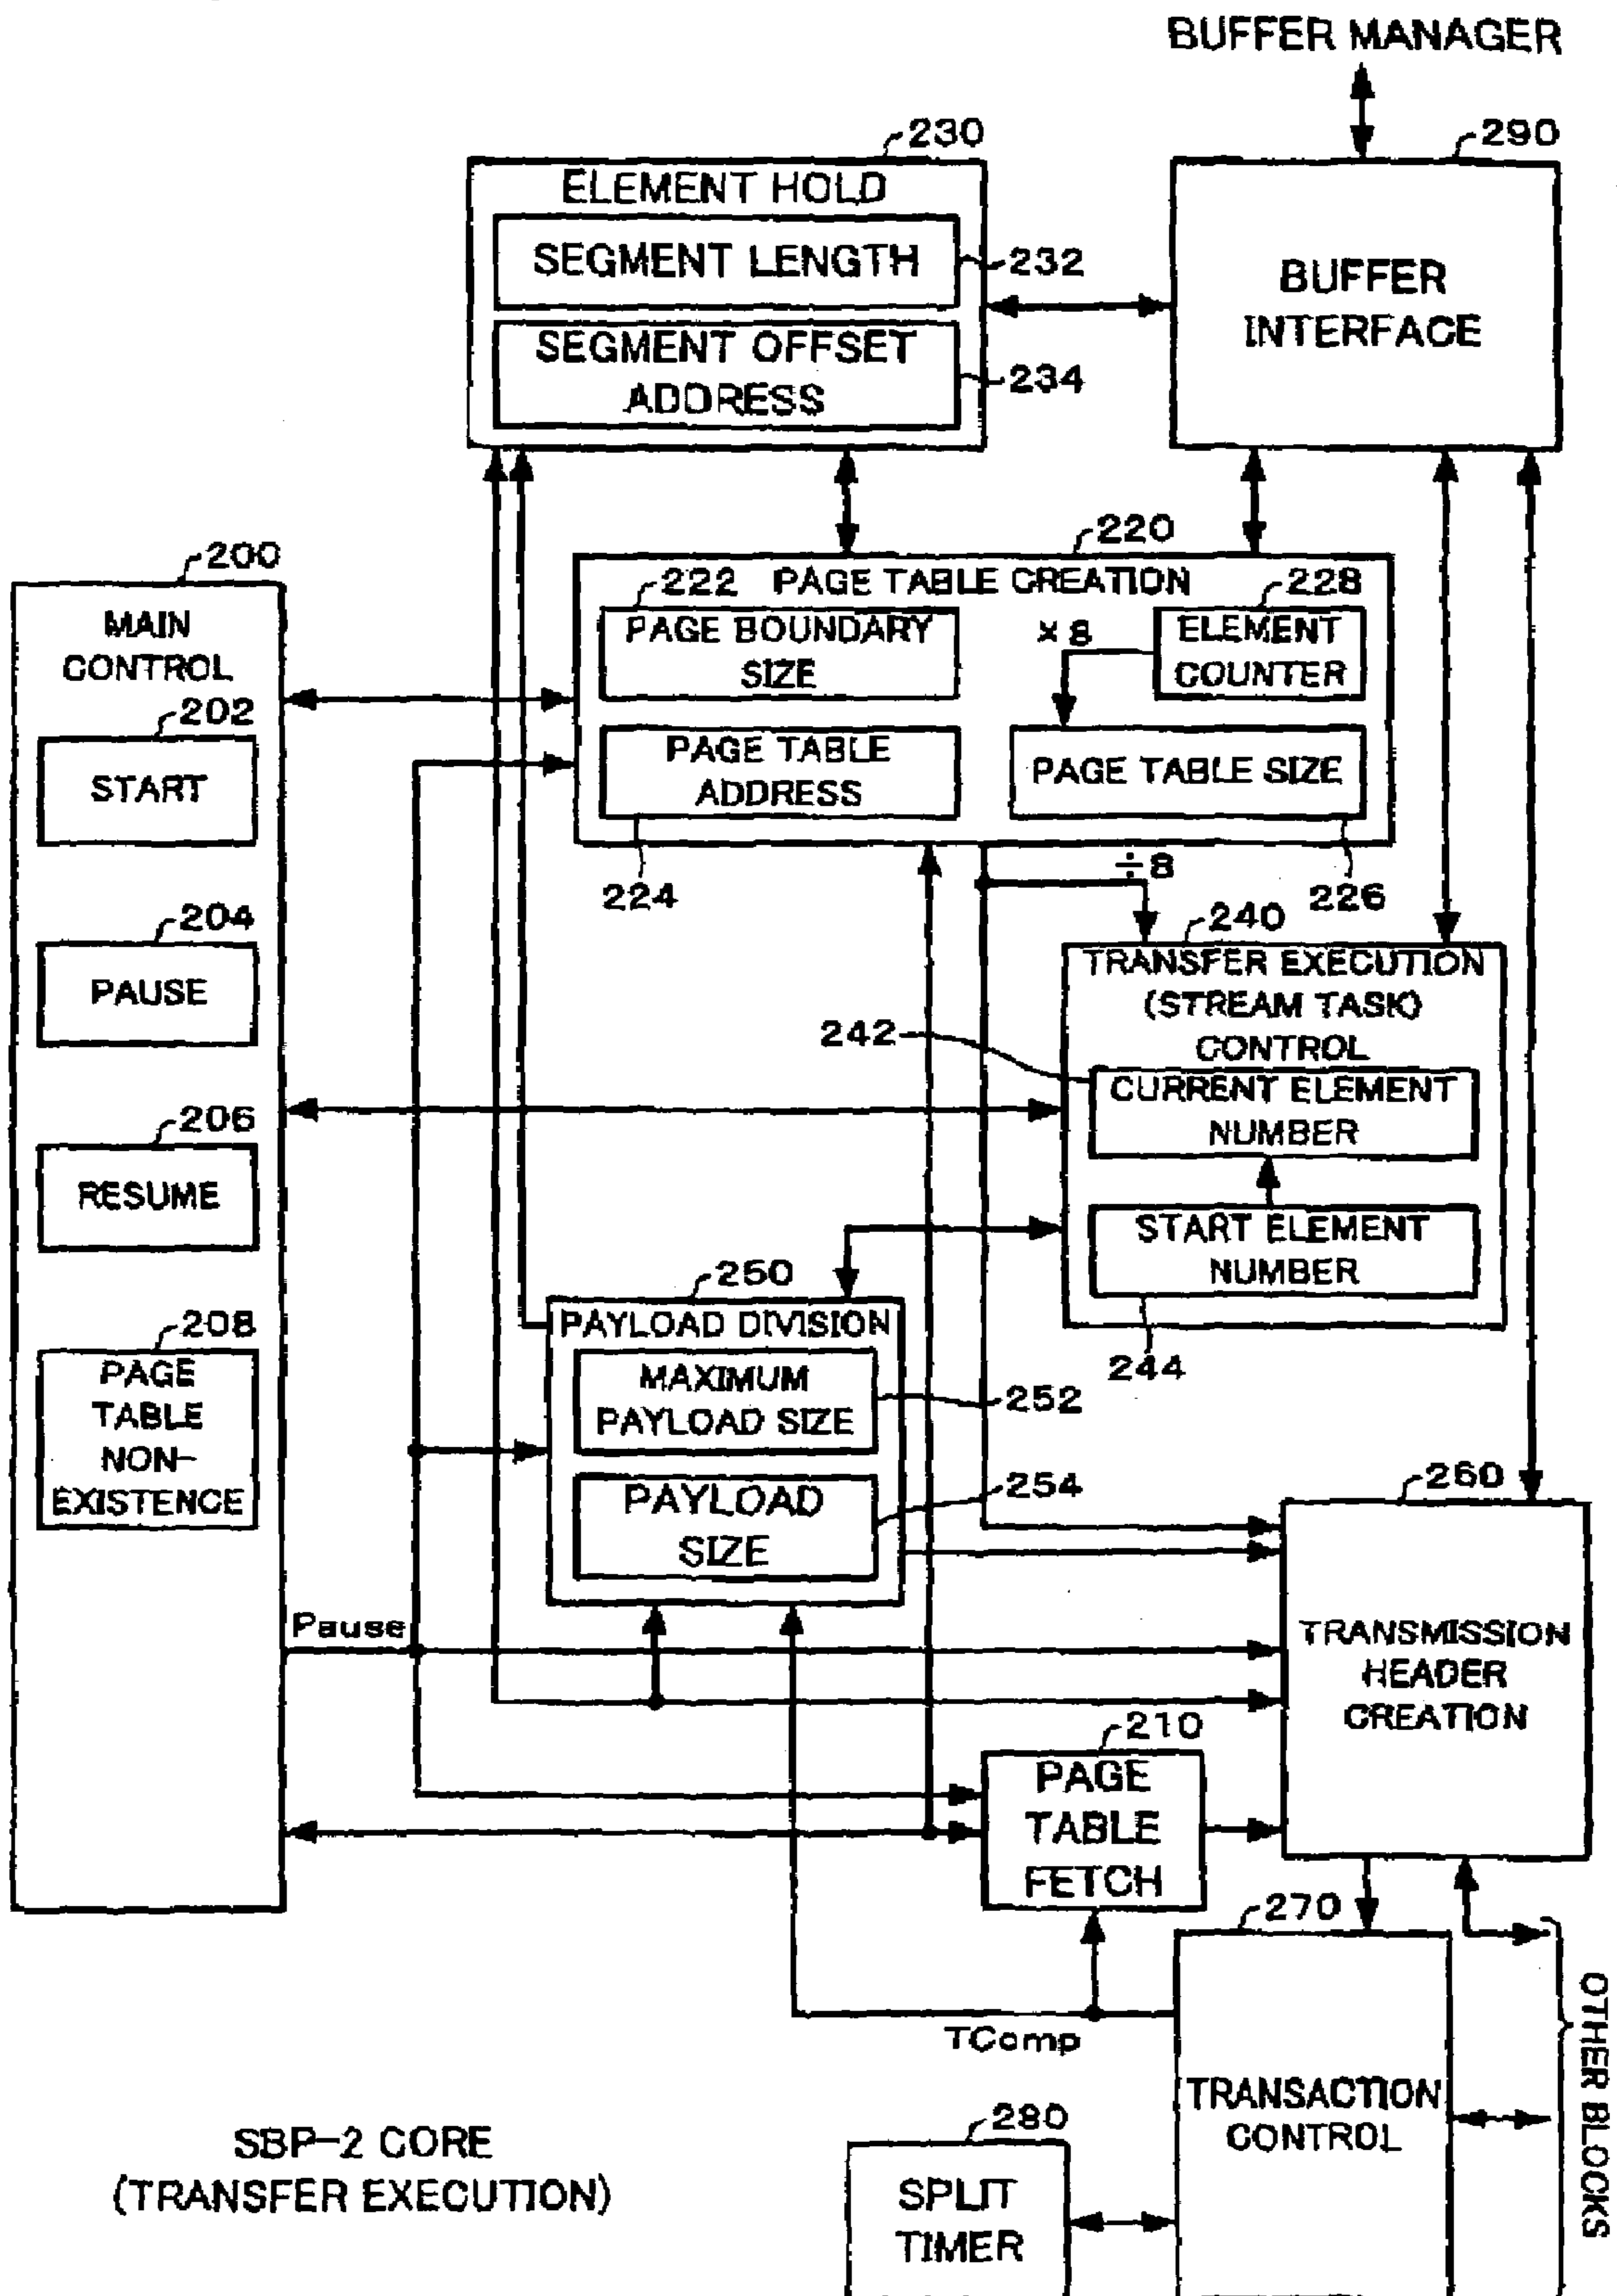 BUFFER MANAGER
230
290
ELEMENT HOLD
SEGMENT LENGTH
232
SEGMENT OFFSET
ADDRESS
234
BUFFER
INTERFACE
200
MAIN
CONTROL
202
START
204
PAUSE
206
RESUME
208
PAGE
TABLE
NON-
EXISTENCE
220
222
PAGE TABLE CREATION
228
PAGE BOUNDARY
SIZE
×8
ELEMENT
COUNTER
PAGE TABLE
ADDRESS
PAGE TABLE SIZE
224
÷8
226
240
TRANSFER EXECUTION
(STREAM TASK)
CONTROL
242
CURRENT ELEMENT
NUMBER
START ELEMENT
NUMBER
244
250
PAYLOAD DIVISION
MAXIMUM
PAYLOAD SIZE
252
PAYLOAD
SIZE
254
260
TRANSMISSION
HEADER
CREATION
Pause
210
PAGE
TABLE
FETCH
270
TComp
TRANSACTION
CONTROL
OTHER BLOCKS
280
SPLIT
TIMER
SBP-2 CORE
(TRANSFER EXECUTION)